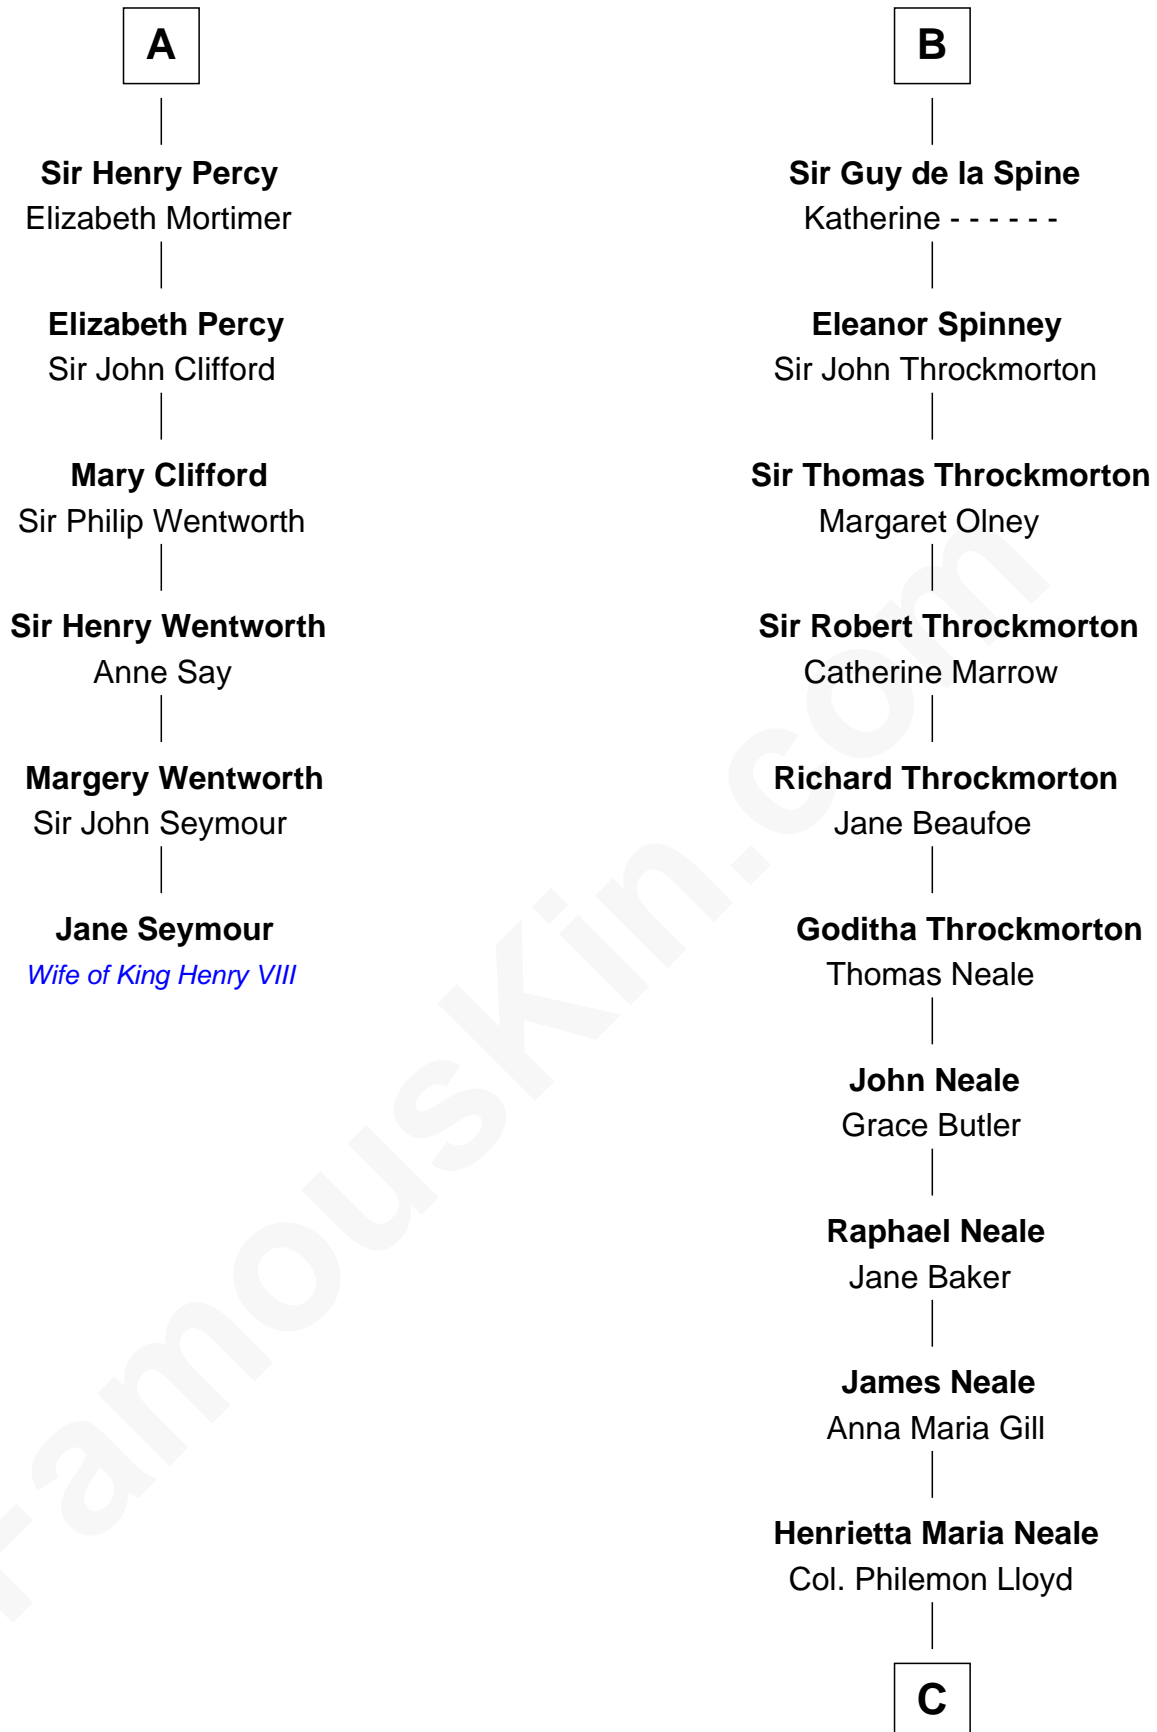 A
Sir Henry Percy
Elizabeth Mortimer
Elizabeth Percy
Sir John Clifford
Mary Clifford
Sir Philip Wentworth
Sir Henry Wentworth
Anne Say
Margery Wentworth
Sir John Seymour
Jane Seymour
Wife of King Henry VIII
B
Sir Guy de la Spine
Katherine - - - - - -
Eleanor Spinney
Sir John Throckmorton
Sir Thomas Throckmorton
Margaret Olney
Sir Robert Throckmorton
Catherine Marrow
Richard Throckmorton
Jane Beaufoe
Goditha Throckmorton
Thomas Neale
John Neale
Grace Butler
Raphael Neale
Jane Baker
James Neale
Anna Maria Gill
Henrietta Maria Neale
Col. Philemon Lloyd
C
FamousKin.com